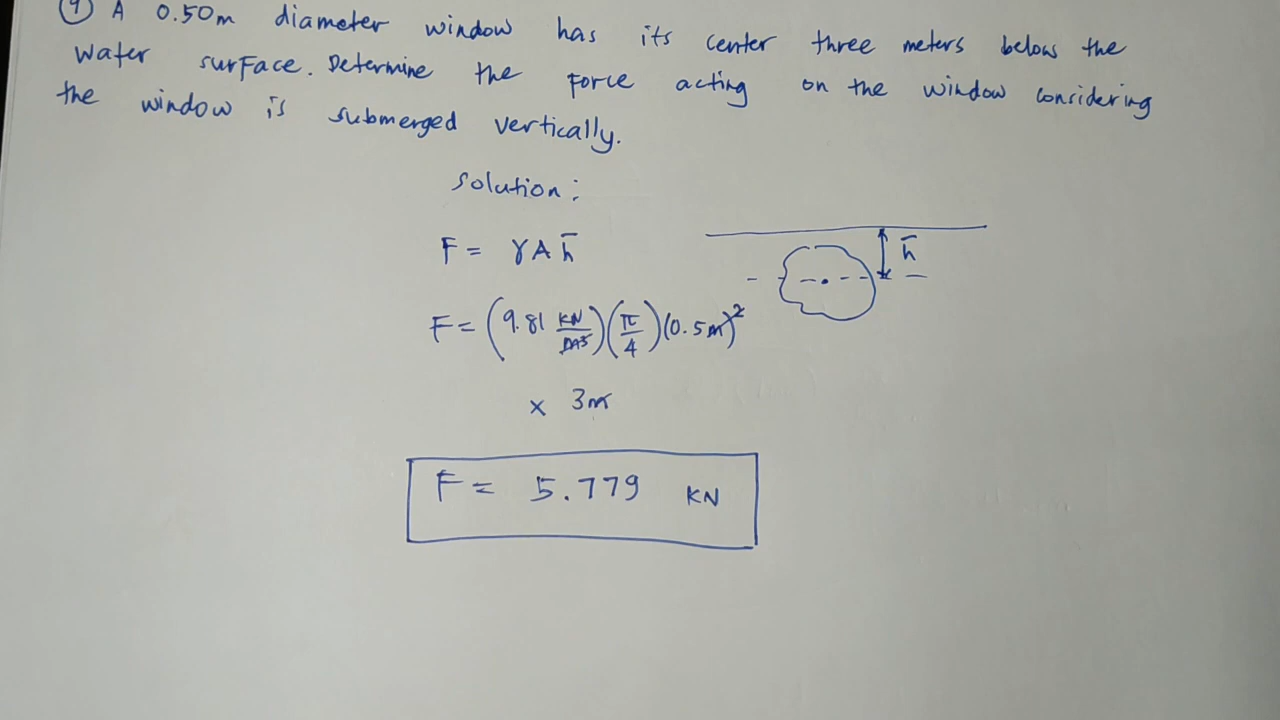 ④ A 0.50m diameter window has its center three meters below the
water surface. Determine the force acting on the window considering
the window is submerged vertically.
Solution:
F = γ A h̄
h̄
F = (9.81 KN/m³)(π/4)(0.5m)²
x 3m
F = 5.779 KN